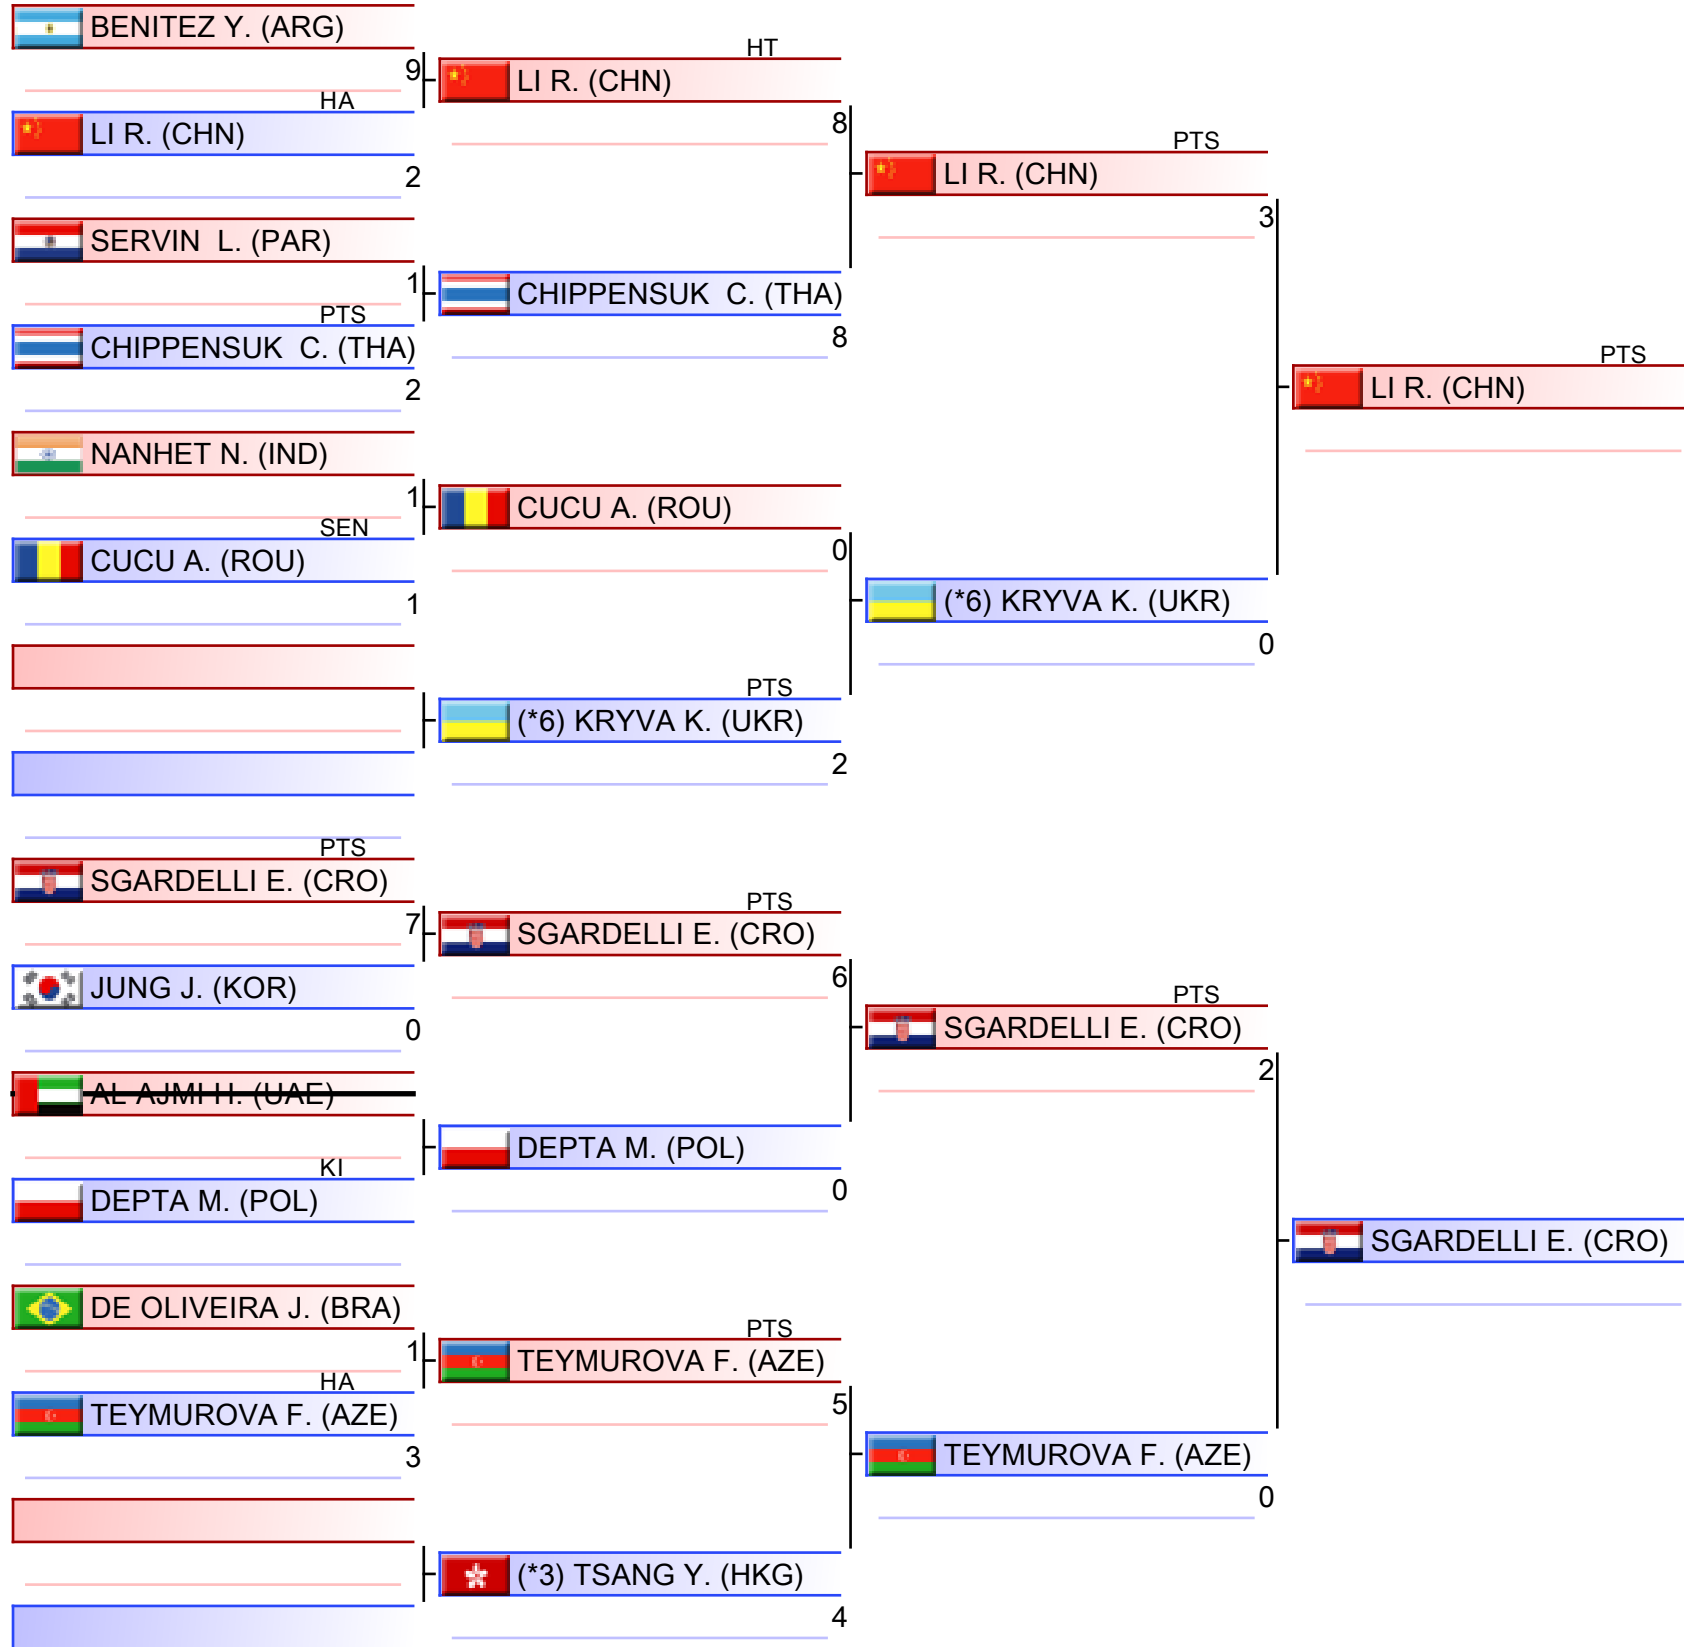 BENITEZ Y. (ARG)
9
HA
LI R. (CHN)
2
SERVIN  L. (PAR)
1
PTS
CHIPPENSUK  C. (THA)
2
NANHET N. (IND)
1
SEN
CUCU A. (ROU)
1
PTS
SGARDELLI E. (CRO)
7
JUNG J. (KOR)
0
AL AJMI H. (UAE)
KI
DEPTA M. (POL)
DE OLIVEIRA J. (BRA)
1
HA
TEYMUROVA F. (AZE)
3
HT
LI R. (CHN)
8
CHIPPENSUK  C. (THA)
8
CUCU A. (ROU)
0
PTS
(*6) KRYVA K. (UKR)
2
PTS
SGARDELLI E. (CRO)
6
DEPTA M. (POL)
0
PTS
TEYMUROVA F. (AZE)
5
(*3) TSANG Y. (HKG)
4
PTS
LI R. (CHN)
3
(*6) KRYVA K. (UKR)
0
PTS
SGARDELLI E. (CRO)
2
TEYMUROVA F. (AZE)
0
PTS
LI R. (CHN)
SGARDELLI E. (CRO)